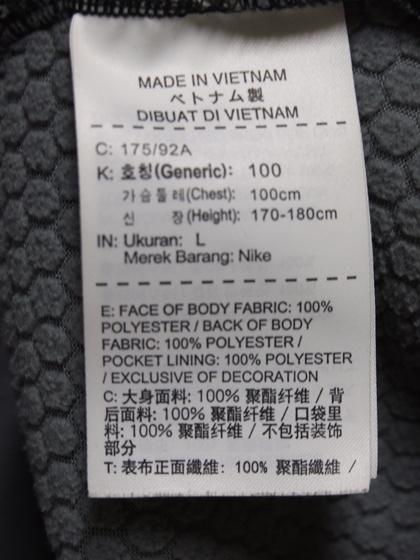 MADE IN VIETNAM
ベトナム製
DIBUAT DI VIETNAM
C: 175/92A
K: 호칭(Generic): 100
가슴둘레(Chest): 100cm
신 장(Height): 170-180cm
IN: Ukuran: L
Merek Barang: Nike
E: FACE OF BODY FABRIC: 100%
POLYESTER / BACK OF BODY
FABRIC: 100% POLYESTER /
POCKET LINING: 100% POLYESTER
/ EXCLUSIVE OF DECORATION
C: 大身面料: 100% 聚酯纤维 / 背
后面料: 100% 聚酯纤维 / 口袋里
料: 100% 聚酯纤维 / 不包括装饰
部分
T: 表布正面纖維: 100% 聚酯纖維 /